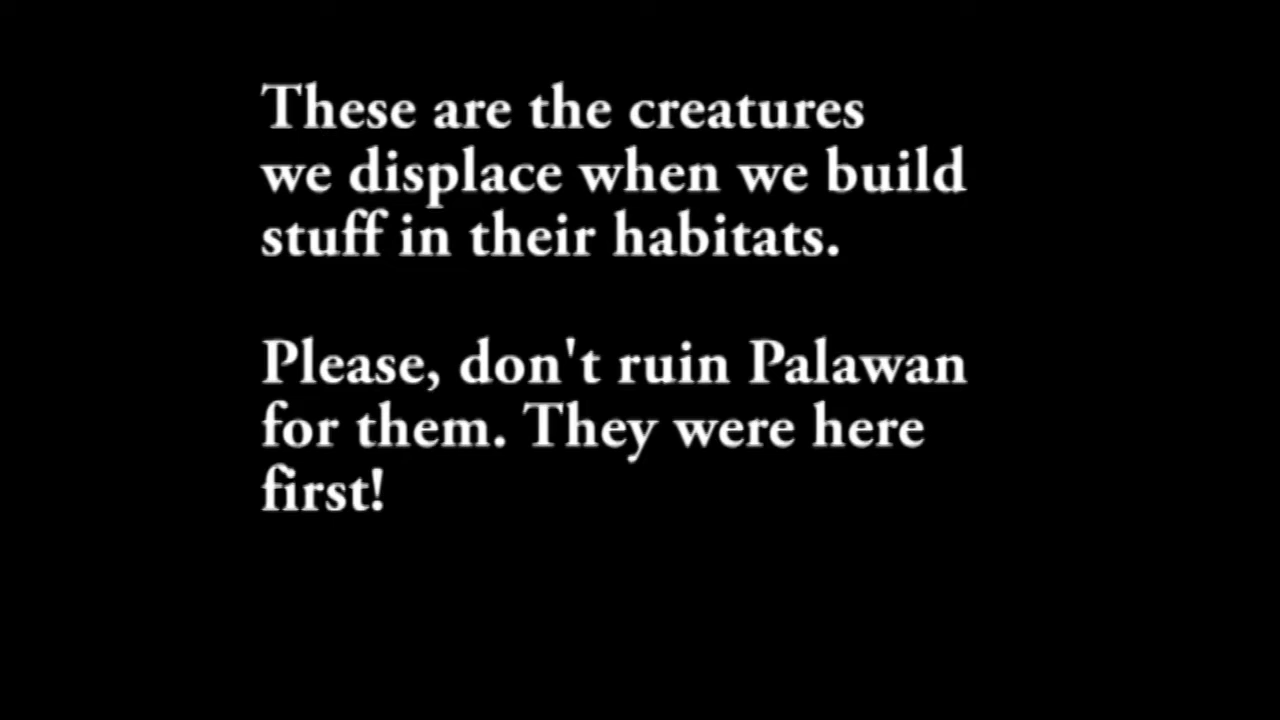 These are the creatures
we displace when we build
stuff in their habitats.
Please, don't ruin Palawan
for them. They were here
first!